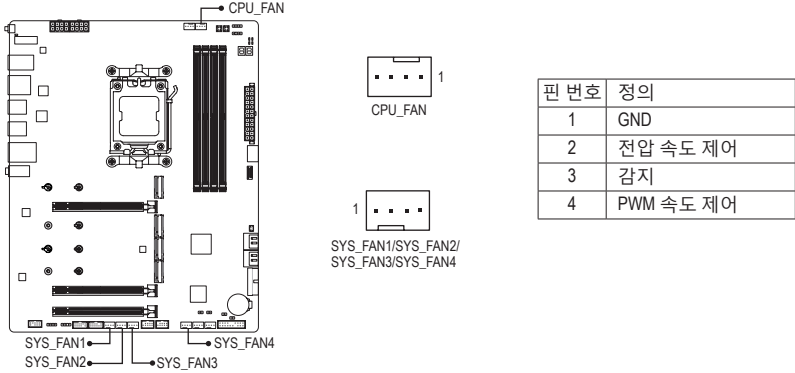 CPU_FAN
1
CPU_FAN
1
SYS_FAN1/SYS_FAN2/
SYS_FAN3/SYS_FAN4
핀 번호 정의
1 GND
2 전압 속도 제어
3 감지
4 PWM 속도 제어
SYS_FAN1
SYS_FAN2
SYS_FAN3
SYS_FAN4